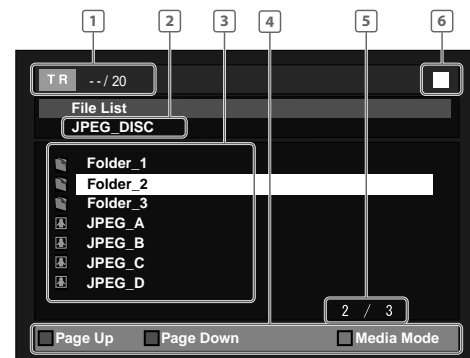 1 2 3 4 5 6
TR --/20
File List
JPEG_DISC
Folder_1
Folder_2
Folder_3
JPEG_A
JPEG_B
JPEG_C
JPEG_D
2 / 3
Page Up Page Down Media Mode